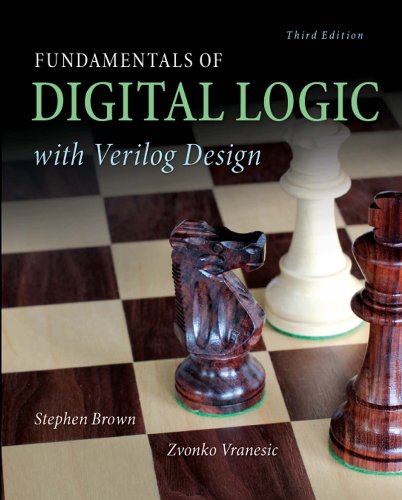 Third Edition
FUNDAMENTALS OF
DIGITAL LOGIC
with Verilog Design
Stephen Brown
Zvonko Vranesic